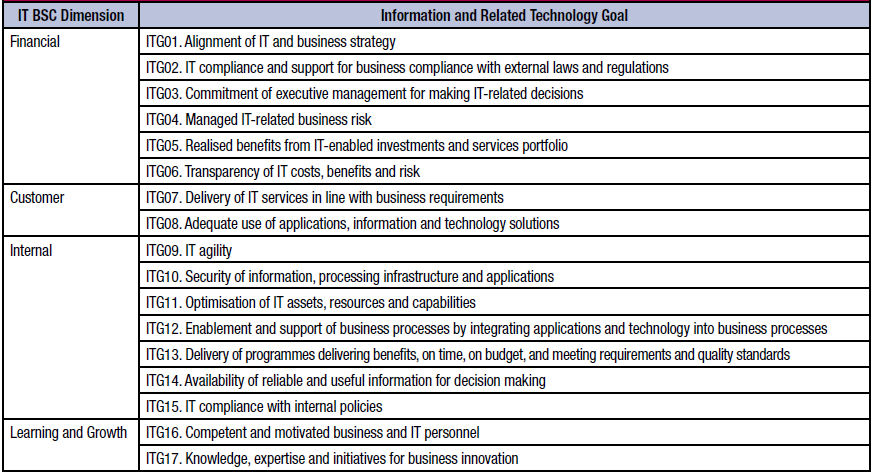 IT BSC Dimension Information and Related Technology Goal
Financial ITG01. Alignment of IT and business strategy
ITG02. IT compliance and support for business compliance with external laws and regulations
ITG03. Commitment of executive management for making IT-related decisions
ITG04. Managed IT-related business risk
ITG05. Realised benefits from IT-enabled investments and services portfolio
ITG06. Transparency of IT costs, benefits and risk
Customer ITG07. Delivery of IT services in line with business requirements
ITG08. Adequate use of applications, information and technology solutions
Internal ITG09. IT agility
ITG10. Security of information, processing infrastructure and applications
ITG11. Optimisation of IT assets, resources and capabilities
ITG12. Enablement and support of business processes by integrating applications and technology into business processes
ITG13. Delivery of programmes delivering benefits, on time, on budget, and meeting requirements and quality standards
ITG14. Availability of reliable and useful information for decision making
ITG15. IT compliance with internal policies
Learning and Growth ITG16. Competent and motivated business and IT personnel
ITG17. Knowledge, expertise and initiatives for business innovation